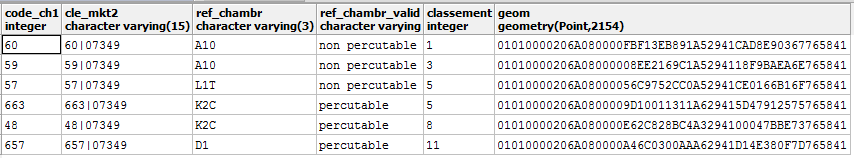 code_ch1 cle_mkt2 ref_chambr ref_chambr_valid classement geom
integer character varying(15) character varying(3) character varying integer geometry(Point,2154)
60 60|07349 A10 non percutable 1 01010000206A080000FBF13EB891A52941CAD8E90367765841
59 59|07349 A10 non percutable 3 01010000206A08000008EE2169C1A5294118F9BAEA6E765841
57 57|07349 L1T non percutable 5 01010000206A08000056C9752CC0A52941CE0166B16F765841
663 663|07349 K2C percutable 5 01010000206A0800009D10011311A629415D47912575765841
48 48|07349 K2C percutable 8 01010000206A080000E62C828BC4A3294100047BBE73765841
657 657|07349 D1 percutable 11 01010000206A080000A46C0300AAA62941D14E380F7D765841